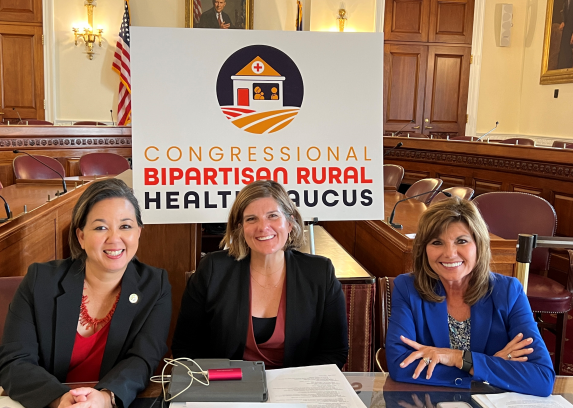 CONGRESSIONAL
BIPARTISAN RURAL
HEALTH CAUCUS